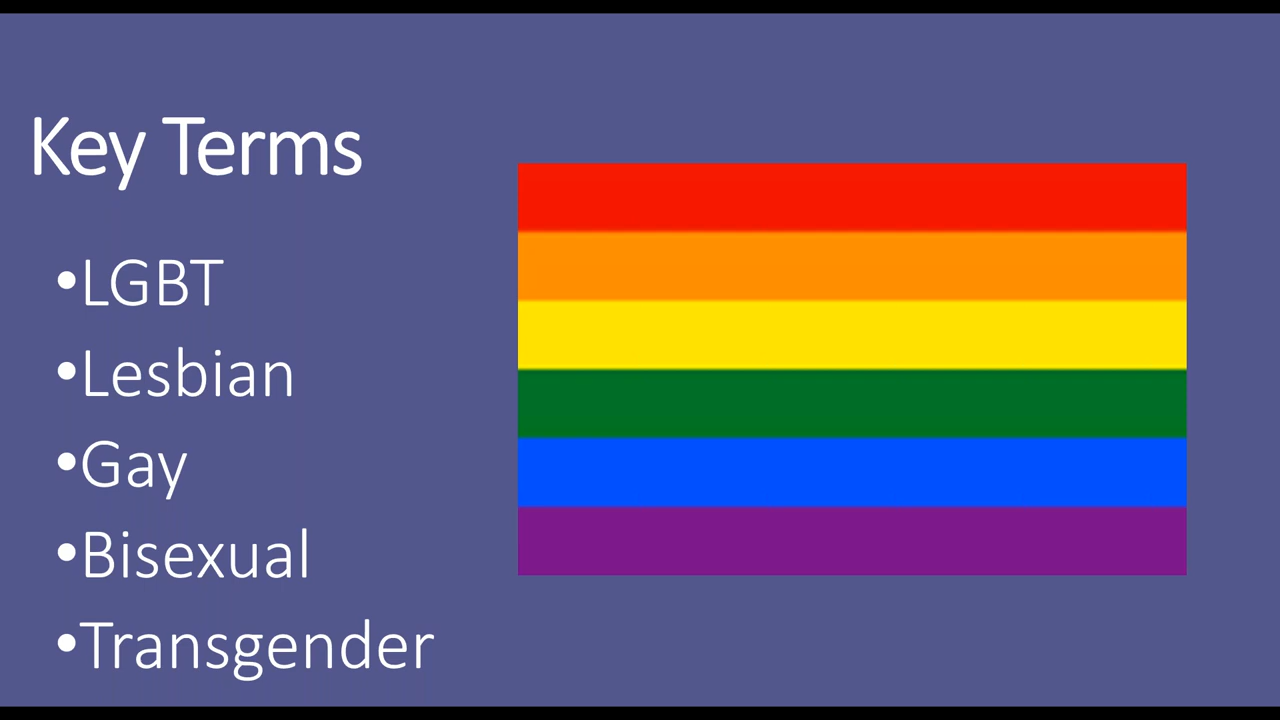 Key Terms
•LGBT
•Lesbian
•Gay
•Bisexual
•Transgender